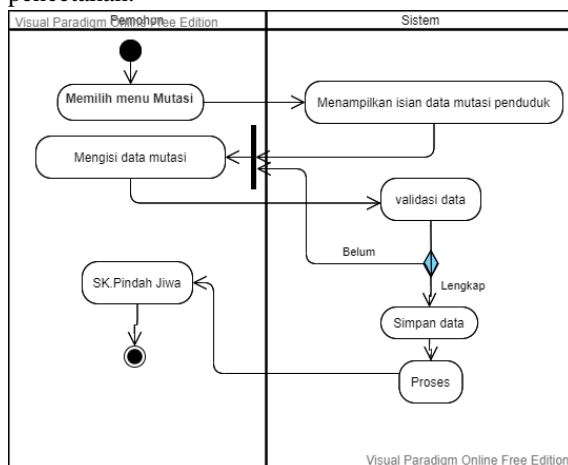 Visual Paradigm Online Free Edition
Pemohon
Sistem
Memilih menu Mutasi
Menampilkan isian data mutasi penduduk
Mengisi data mutasi
validasi data
Belum
Lengkap
SK.Pindah Jiwa
Simpan data
Proses
Visual Paradigm Online Free Edition